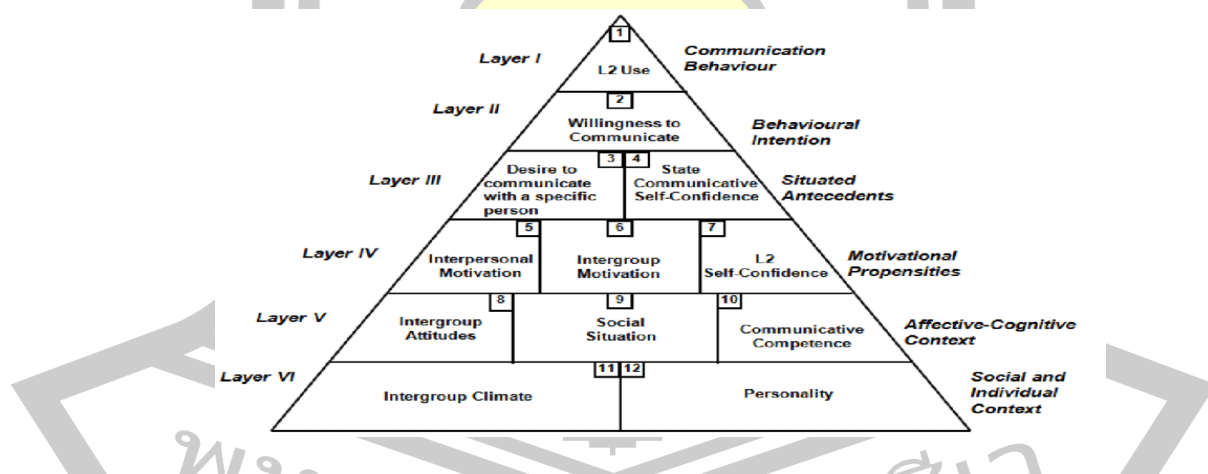 1
Layer I
L2 Use
Communication
Behaviour
2
Layer II
Willingness to
Communicate
Behavioural
Intention
3 4
Layer III
Desire to
communicate
with a specific
person
State
Communicative
Self-Confidence
Situated
Antecedents
5 6 7
Layer IV
Interpersonal
Motivation
Intergroup
Motivation
L2
Self-Confidence
Motivational
Propensities
8 9 10
Layer V
Intergroup
Attitudes
Social
Situation
Communicative
Competence
Affective-Cognitive
Context
11 12
Layer VI
Intergroup Climate
Personality
Social and
Individual
Context